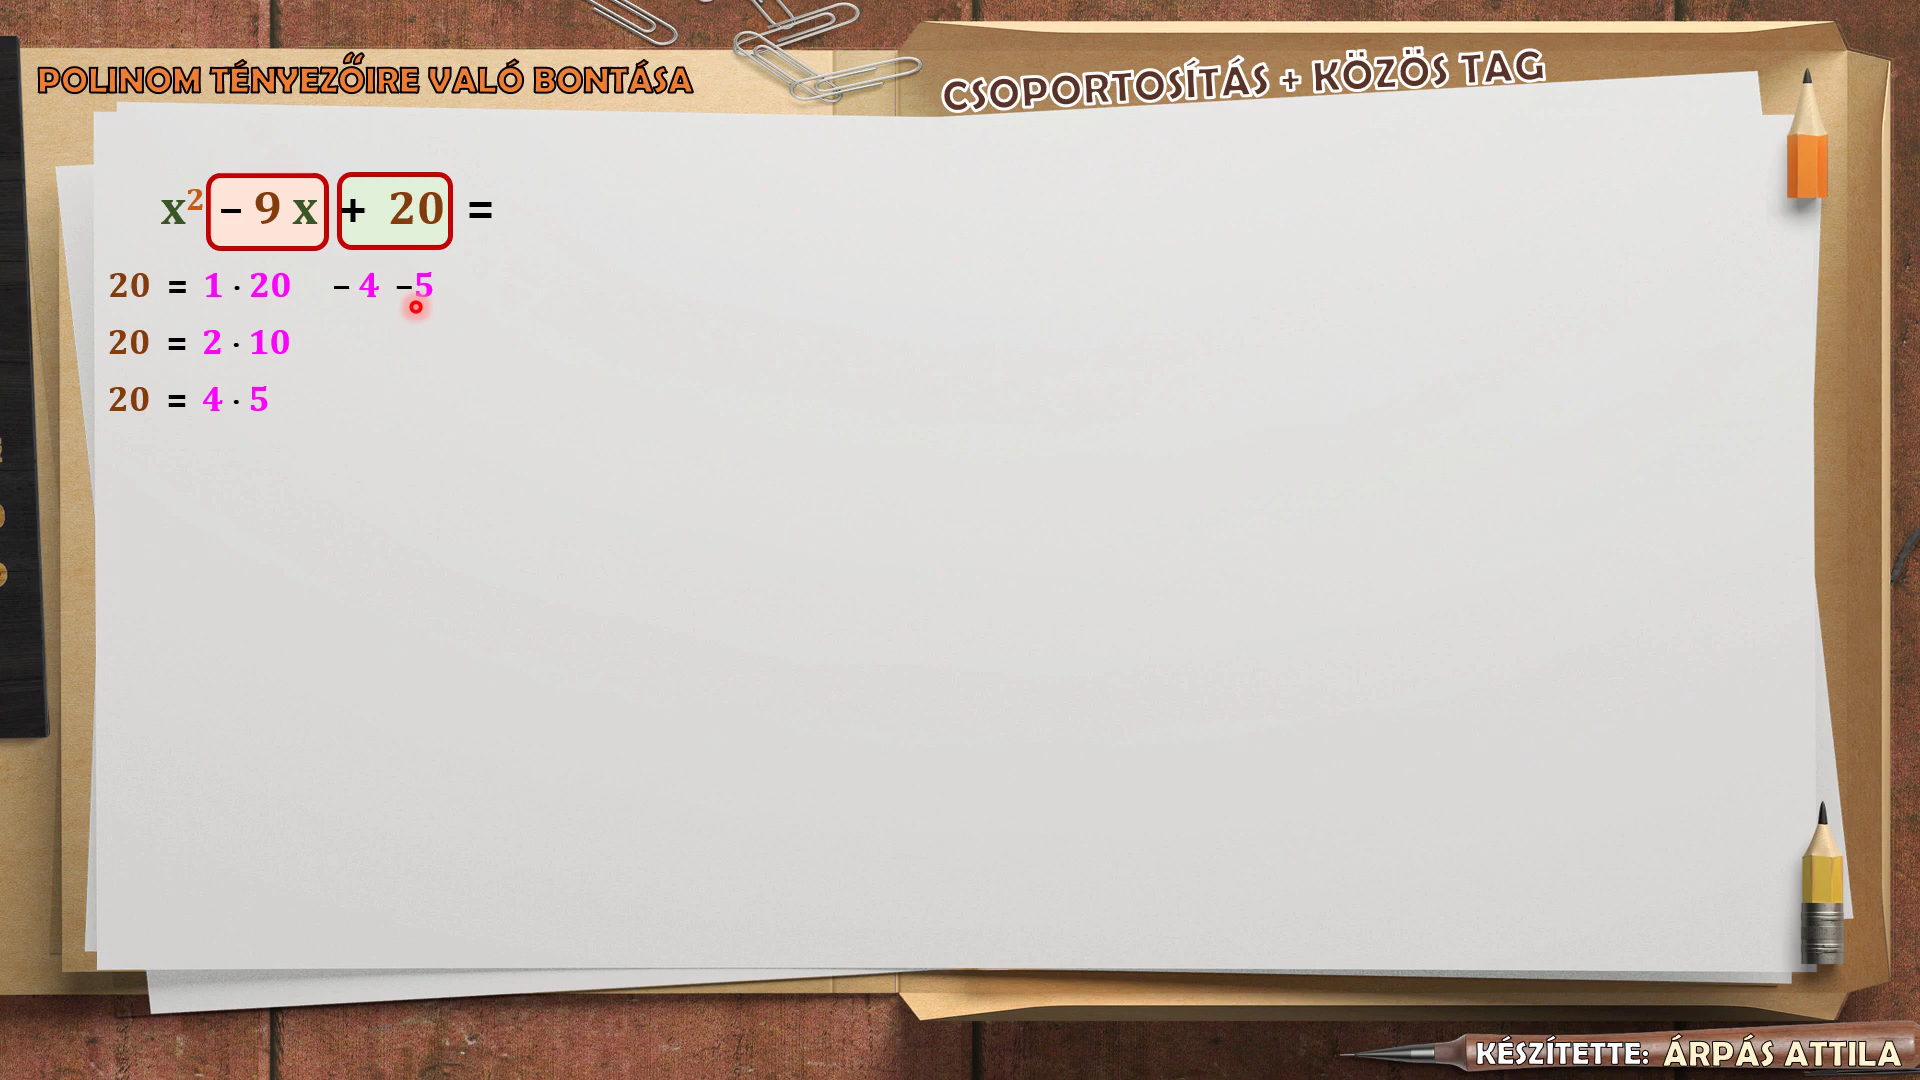 POLINOM TÉNYEZŐIRE VALÓ BONTÁSA
CSOPORTOSÍTÁS + KÖZÖS TAG
x² – 9 x + 20 =
20 = 1 · 20 – 4 –5
20 = 2 · 10
20 = 4 · 5
KÉSZÍTETTE: ÁRPÁS ATTILA